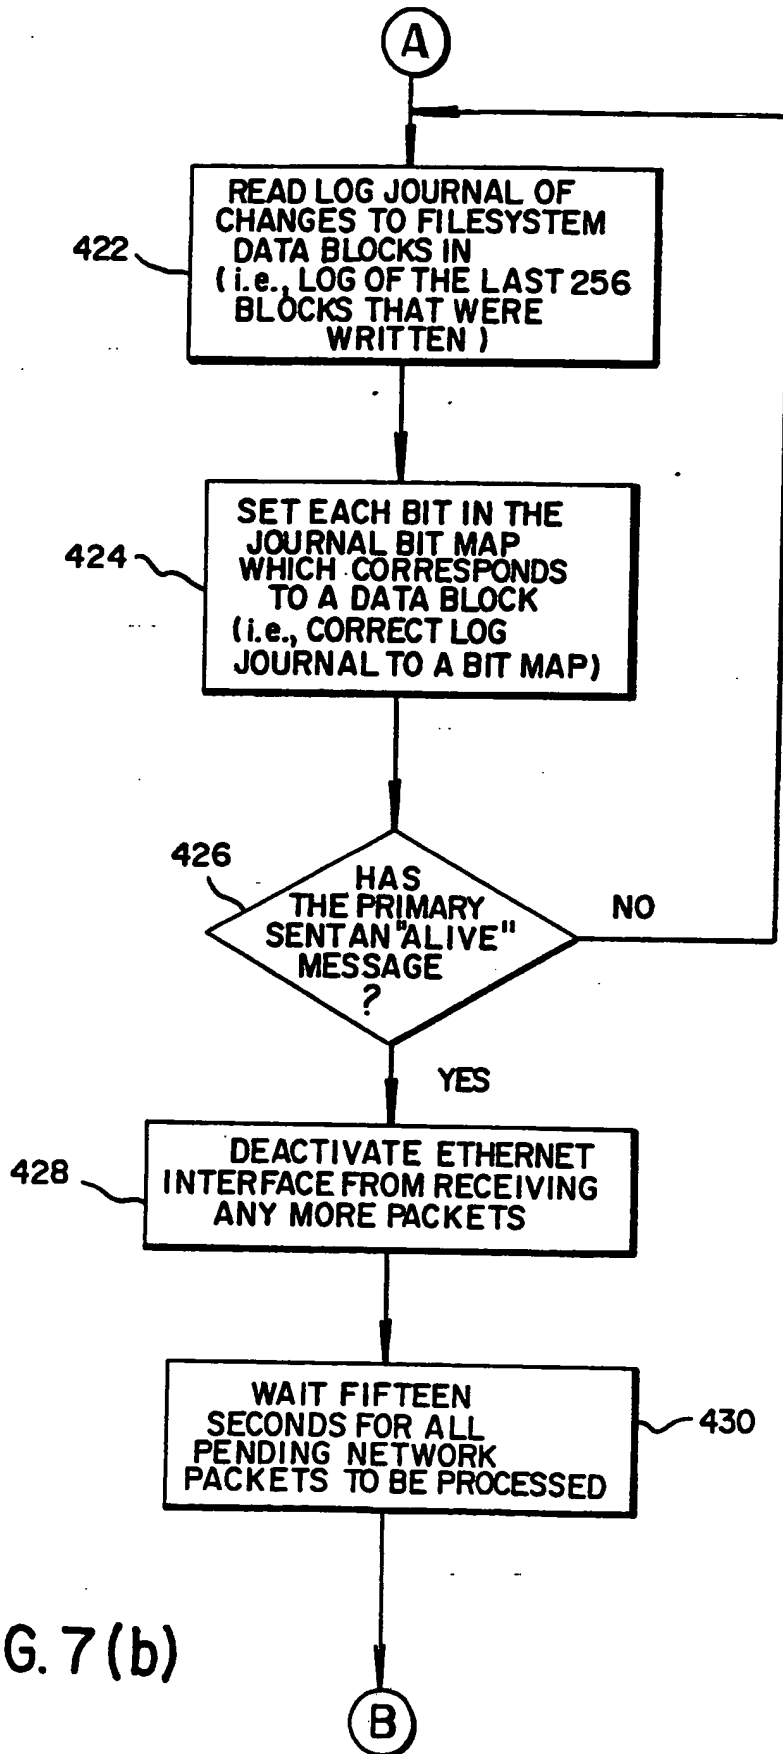 A
READ LOG JOURNAL OF
CHANGES TO FILESYSTEM
DATA BLOCKS IN
(i.e., LOG OF THE LAST 256
BLOCKS THAT WERE
WRITTEN)
422
SET EACH BIT IN THE
JOURNAL BIT MAP
WHICH CORRESPONDS
TO A DATA BLOCK
(i.e., CORRECT LOG
JOURNAL TO A BIT MAP)
424
426
HAS
THE PRIMARY
SENT AN "ALIVE"
MESSAGE
?
NO
YES
428
DEACTIVATE ETHERNET
INTERFACE FROM RECEIVING
ANY MORE PACKETS
WAIT FIFTEEN
SECONDS FOR ALL
PENDING NETWORK
PACKETS TO BE PROCESSED
430
G. 7(b)
B